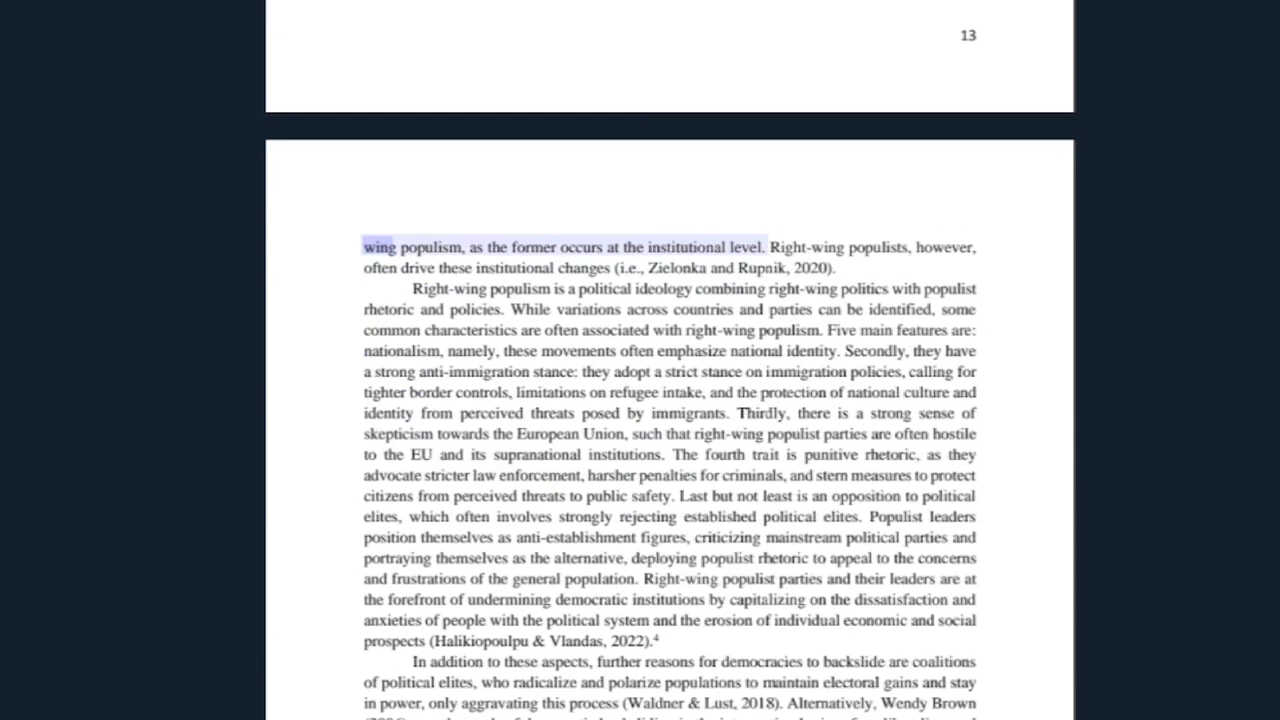 13
wing populism, as the former occurs at the institutional level. Right-wing populists, however,
often drive these institutional changes (i.e., Zielonka and Rupnik, 2020).
Right-wing populism is a political ideology combining right-wing politics with populist
rhetoric and policies. While variations across countries and parties can be identified, some
common characteristics are often associated with right-wing populism. Five main features are:
nationalism, namely, these movements often emphasize national identity. Secondly, they have
a strong anti-immigration stance: they adopt a strict stance on immigration policies, calling for
tighter border controls, limitations on refugee intake, and the protection of national culture and
identity from perceived threats posed by immigrants. Thirdly, there is a strong sense of
skepticism towards the European Union, such that right-wing populist parties are often hostile
to the EU and its supranational institutions. The fourth trait is punitive rhetoric, as they
advocate stricter law enforcement, harsher penalties for criminals, and stern measures to protect
citizens from perceived threats to public safety. Last but not least is an opposition to political
elites, which often involves strongly rejecting established political elites. Populist leaders
position themselves as anti-establishment figures, criticizing mainstream political parties and
portraying themselves as the alternative, deploying populist rhetoric to appeal to the concerns
and frustrations of the general population. Right-wing populist parties and their leaders are at
the forefront of undermining democratic institutions by capitalizing on the dissatisfaction and
anxieties of people with the political system and the erosion of individual economic and social
prospects (Halikiopoulpu & Vlandas, 2022).⁴
In addition to these aspects, further reasons for democracies to backslide are coalitions
of political elites, who radicalize and polarize populations to maintain electoral gains and stay
in power, only aggravating this process (Waldner & Lust, 2018). Alternatively, Wendy Brown